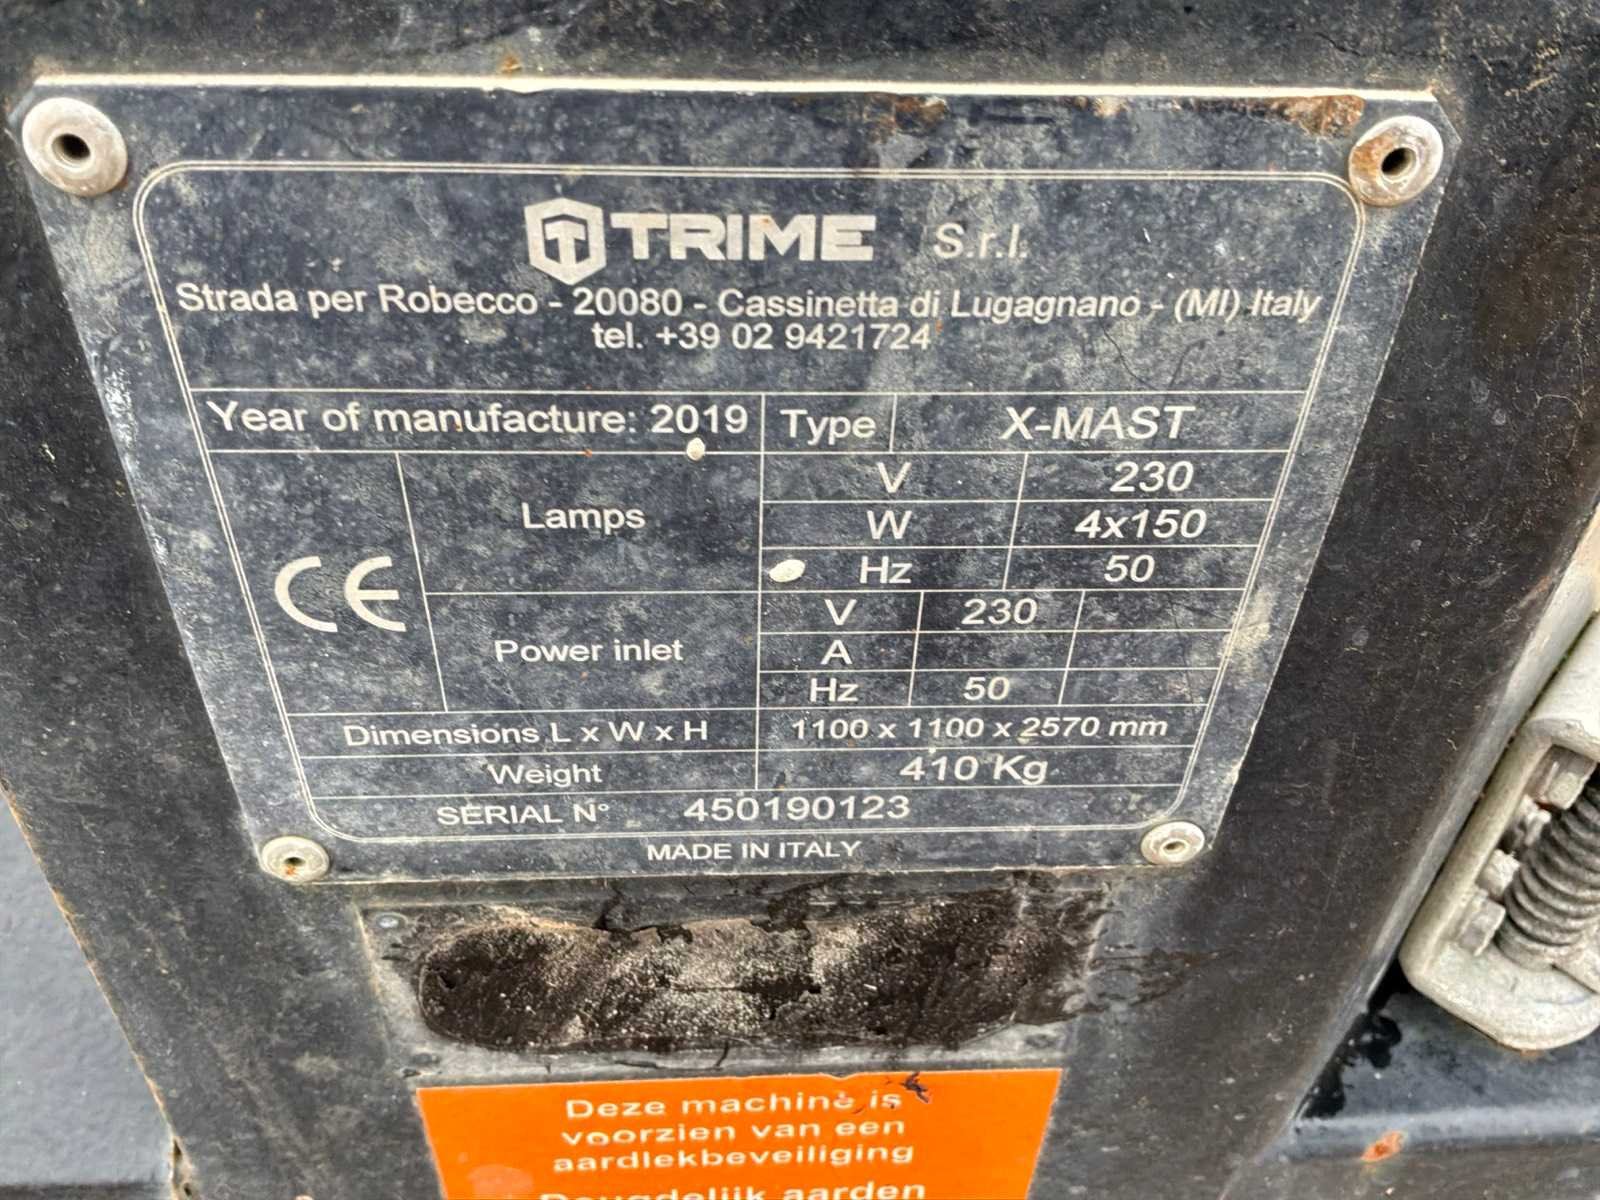 TRIME S.r.l.
Strada per Robecco - 20080 - Cassinetta di Lugagnano - (MI) Italy
tel. +39 02 9421724
Year of manufacture: 2019 Type X-MAST
CE
Lamps
V 230
W 4x150
Hz 50
Power inlet
V 230
A
Hz 50
Dimensions L x W x H 1100 x 1100 x 2570 mm
Weight 410 Kg
SERIAL N° 450190123
MADE IN ITALY
Deze machine is
voorzien van een
aardlekbeveiliging
Deugdelijk aarden